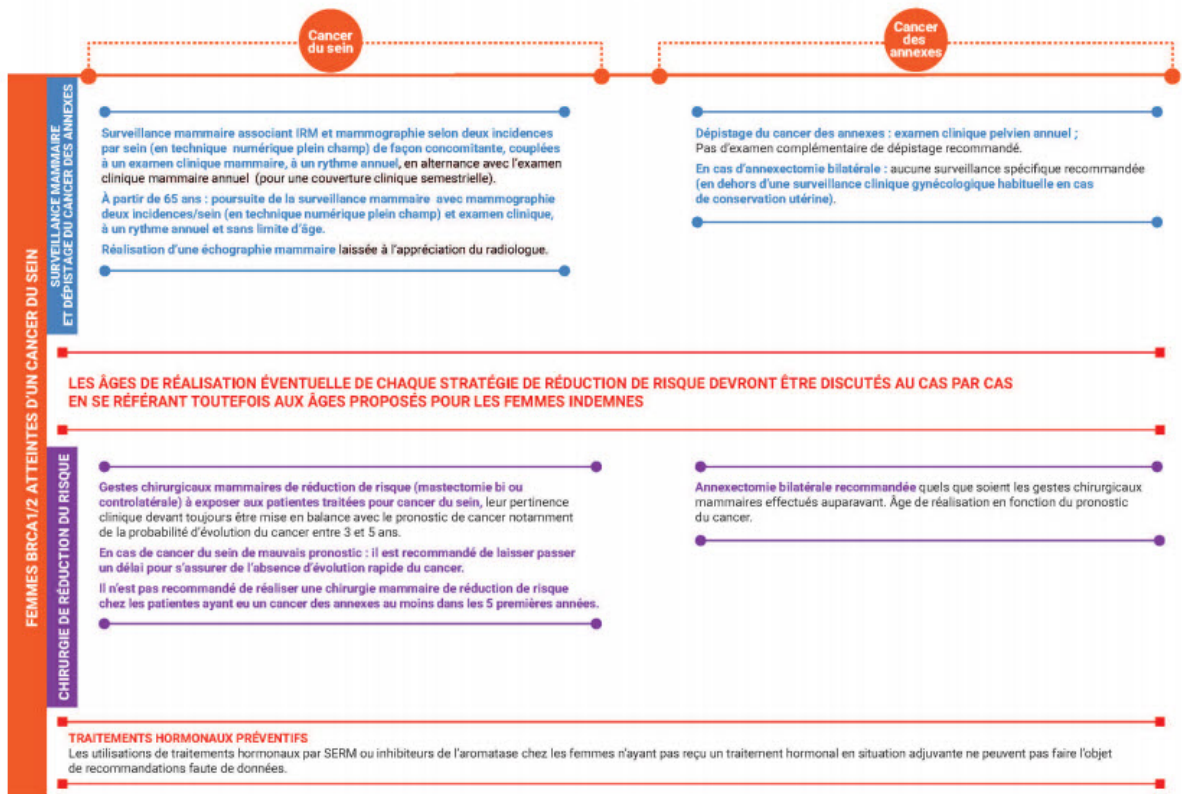 Cancer
du sein
Cancer
des
annexes
FEMMES BRCA1/2 ATTEINTES D'UN CANCER DU SEIN
SURVEILLANCE MAMMAIRE
ET DÉPISTAGE DU CANCER DES ANNEXES
Surveillance mammaire associant IRM et mammographie selon deux incidences
par sein (en technique numérique plein champ) de façon concomitante, couplées
à un examen clinique mammaire, à un rythme annuel, en alternance avec l'examen
clinique mammaire annuel (pour une couverture clinique semestrielle).
À partir de 65 ans : poursuite de la surveillance mammaire avec mammographie
deux incidences/sein (en technique numérique plein champ) et examen clinique,
à un rythme annuel et sans limite d'âge.
Réalisation d'une échographie mammaire laissée à l'appréciation du radiologue.
Dépistage du cancer des annexes : examen clinique pelvien annuel ;
Pas d'examen complémentaire de dépistage recommandé.
En cas d'annexectomie bilatérale : aucune surveillance spécifique recommandée
(en dehors d'une surveillance clinique gynécologique habituelle en cas
de conservation utérine).
LES ÂGES DE RÉALISATION ÉVENTUELLE DE CHAQUE STRATÉGIE DE RÉDUCTION DE RISQUE DEVRONT ÊTRE DISCUTÉS AU CAS PAR CAS
EN SE RÉFÉRANT TOUTEFOIS AUX ÂGES PROPOSÉS POUR LES FEMMES INDEMNES
CHIRURGIE DE RÉDUCTION DU RISQUE
Gestes chirurgicaux mammaires de réduction de risque (mastectomie bi ou
controlatérale) à exposer aux patientes traitées pour cancer du sein, leur pertinence
clinique devant toujours être mise en balance avec le pronostic de cancer notamment
de la probabilité d'évolution du cancer entre 3 et 5 ans.
En cas de cancer du sein de mauvais pronostic : il est recommandé de laisser passer
un délai pour s'assurer de l'absence d'évolution rapide du cancer.
Il n'est pas recommandé de réaliser une chirurgie mammaire de réduction de risque
chez les patientes ayant eu un cancer des annexes au moins dans les 5 premières années.
Annexectomie bilatérale recommandée quels que soient les gestes chirurgicaux
mammaires effectués auparavant. Âge de réalisation en fonction du pronostic
du cancer.
TRAITEMENTS HORMONAUX PRÉVENTIFS
Les utilisations de traitements hormonaux par SERM ou inhibiteurs de l'aromatase chez les femmes n'ayant pas reçu un traitement hormonal en situation adjuvante ne peuvent pas faire l'objet
de recommandations faute de données.